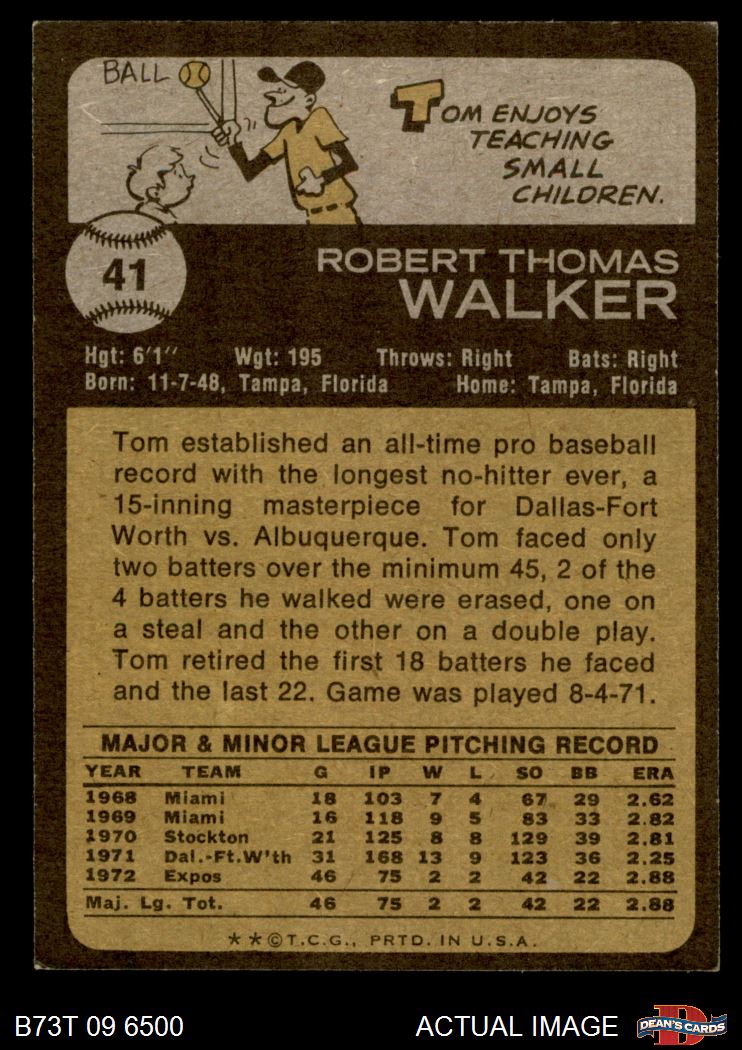 BALL
TOM ENJOYS
TEACHING
SMALL
CHILDREN.
41
ROBERT THOMAS
WALKER
Hgt: 6'1" Wgt: 195 Throws: Right Bats: Right
Born: 11-7-48, Tampa, Florida Home: Tampa, Florida
Tom established an all-time pro baseball
record with the longest no-hitter ever, a
15-inning masterpiece for Dallas-Fort
Worth vs. Albuquerque. Tom faced only
two batters over the minimum 45, 2 of the
4 batters he walked were erased, one on
a steal and the other on a double play.
Tom retired the first 18 batters he faced
and the last 22. Game was played 8-4-71.
MAJOR & MINOR LEAGUE PITCHING RECORD
YEAR TEAM G IP W L SO BB ERA
1968 Miami 18 103 7 4 67 29 2.62
1969 Miami 16 118 9 5 83 33 2.82
1970 Stockton 21 125 8 8 129 39 2.81
1971 Dal.-Ft.W'th 31 168 13 9 123 36 2.25
1972 Expos 46 75 2 2 42 22 2.88
Maj. Lg. Tot. 46 75 2 2 42 22 2.88
* * © T.C.G., PRTD. IN U.S.A.
B73T 09 6500 ACTUAL IMAGE DEAN'S CARDS